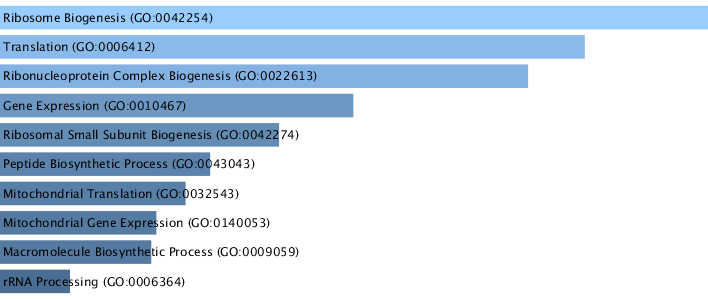 Ribosome Biogenesis (GO:0042254)
Translation (GO:0006412)
Ribonucleoprotein Complex Biogenesis (GO:0022613)
Gene Expression (GO:0010467)
Ribosomal Small Subunit Biogenesis (GO:0042274)
Peptide Biosynthetic Process (GO:0043043)
Mitochondrial Translation (GO:0032543)
Mitochondrial Gene Expression (GO:0140053)
Macromolecule Biosynthetic Process (GO:0009059)
rRNA Processing (GO:0006364)